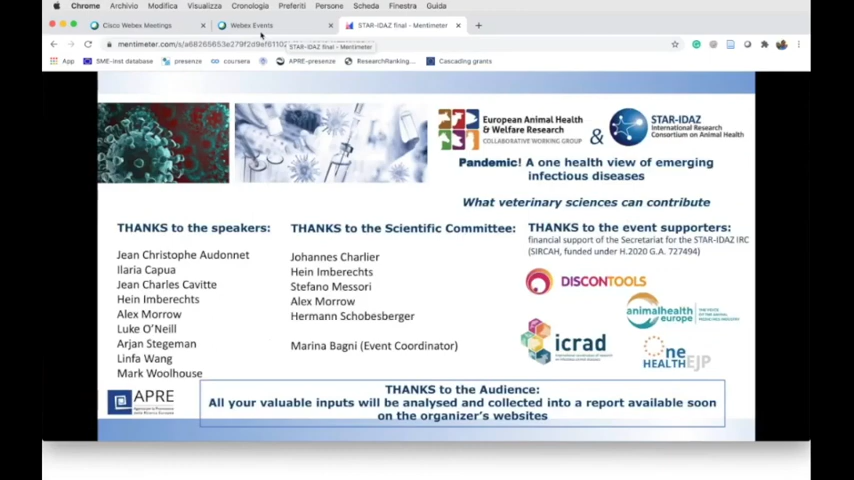 Chrome Archivio Modifica Visualizza Cronologia Preferiti Persone Scheda Finestra Guida
Cisco Webex Meetings
Webex Events
STAR-IDAZ final - Mentimeter
STAR-IDAZ final - Mentimeter
App SME-inst database presenze coursera APRE-presenze ResearchRanking... Cascading grants
European Animal Health
& Welfare Research
COLLABORATIVE WORKING GROUP
&
STAR-IDAZ
International Research
Consortium on Animal Health
Pandemic! A one health view of emerging
infectious diseases
What veterinary sciences can contribute
THANKS to the speakers:
Jean Christophe Audonnet
Ilaria Capua
Jean Charles Cavitte
Hein Imberechts
Alex Morrow
Luke O'Neill
Arjan Stegeman
Linfa Wang
Mark Woolhouse
THANKS to the Scientific Committee:
Johannes Charlier
Hein Imberechts
Stefano Messori
Alex Morrow
Hermann Schobesberger
Marina Bagni (Event Coordinator)
THANKS to the event supporters:
financial support of the Secretariat for the STAR-IDAZ IRC
(SIRCAH, funded under H.2020 G.A. 727494)
DISCONTOOLS
animalhealth
europe
icrad
One
HEALTH EJP
APRE
THANKS to the Audience:
All your valuable inputs will be analysed and collected into a report available soon
on the organizer's websites